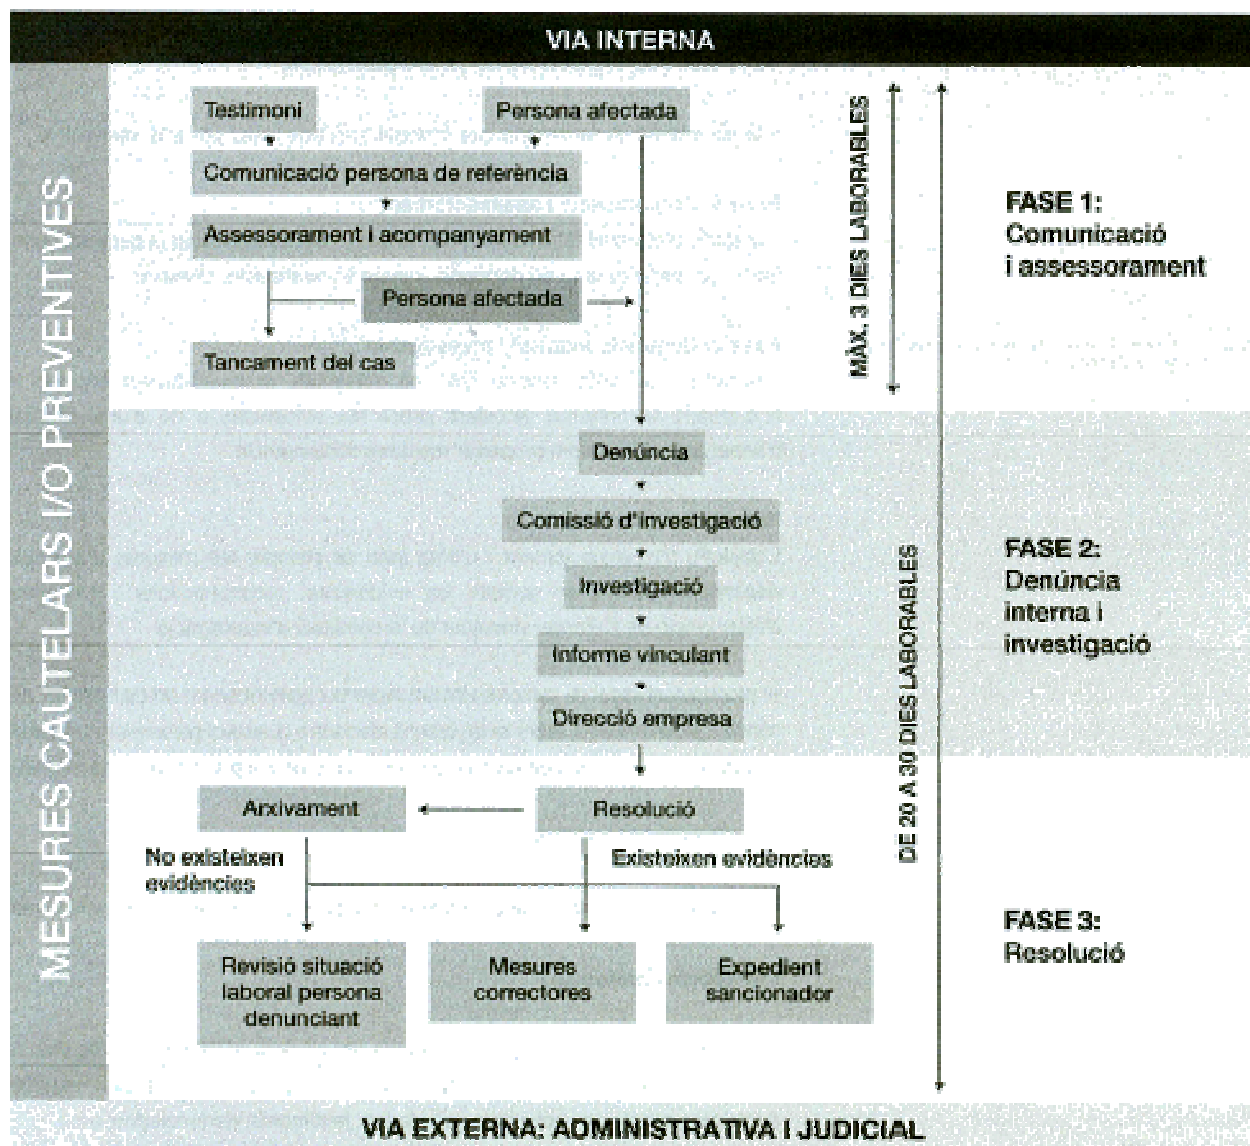 VIA INTERNA
MESURES CAUTELARS I/O PREVENTIVES
Testimoni
Persona afectada
Comunicació persona de referència
Assessorament i acompanyament
Persona afectada
Tancament del cas
MÀX. 3 DIES LABORABLES
FASE 1:
Comunicació
i assessorament
Denúncia
Comissió d'investigació
Investigació
Informe vinculant
Direcció empresa
DE 20 A 30 DIES LABORABLES
FASE 2:
Denúncia
interna i
investigació
Arxivament
Resolució
No existeixen
evidències
Existeixen evidències
Revisió situació
laboral persona
denunciant
Mesures
correctores
Expedient
sancionador
FASE 3:
Resolució
VIA EXTERNA: ADMINISTRATIVA I JUDICIAL